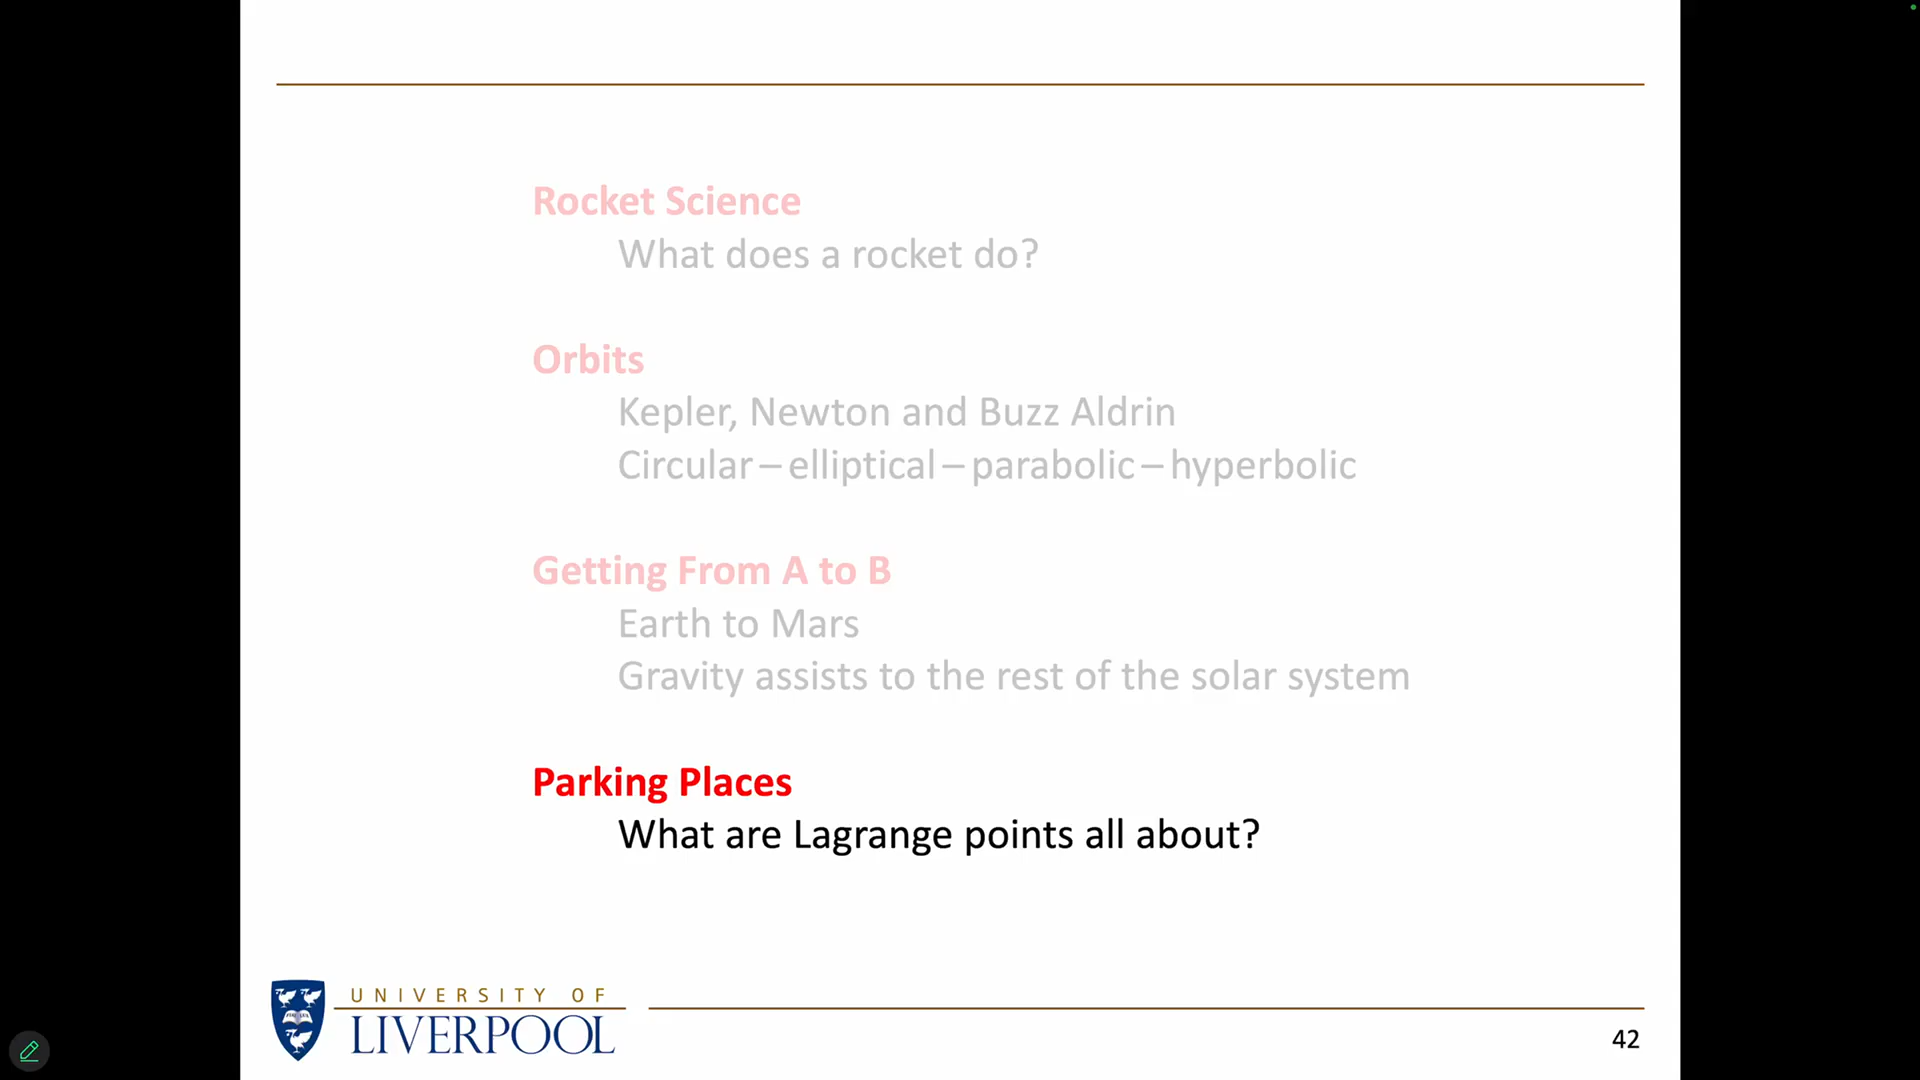 Rocket Science
What does a rocket do?
Orbits
Kepler, Newton and Buzz Aldrin
Circular – elliptical – parabolic – hyperbolic
Getting From A to B
Earth to Mars
Gravity assists to the rest of the solar system
Parking Places
What are Lagrange points all about?
UNIVERSITY OF
LIVERPOOL
42